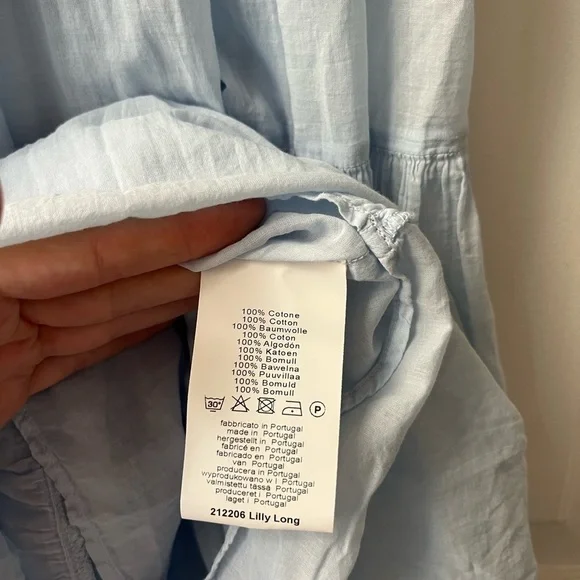 100% Cotone
100% Cotton
100% Baumwolle
100% Coton
100% Algodón
100% Katoen
100% Bomull
100% Bawelna
100% Puuvillaa
100% Bomuld
100% Bomull
30° P
fabbricato in Portugal
made in Portugal
hergestellt in Portugal
fabricé en Portugal
fabricado en Portugal
van Portugal
producera in Portugal
wyprodukowano w i Portugal
valmistettu tässä Portugal
produceret i Portugal
laget i Portugal
212206 Lilly Long